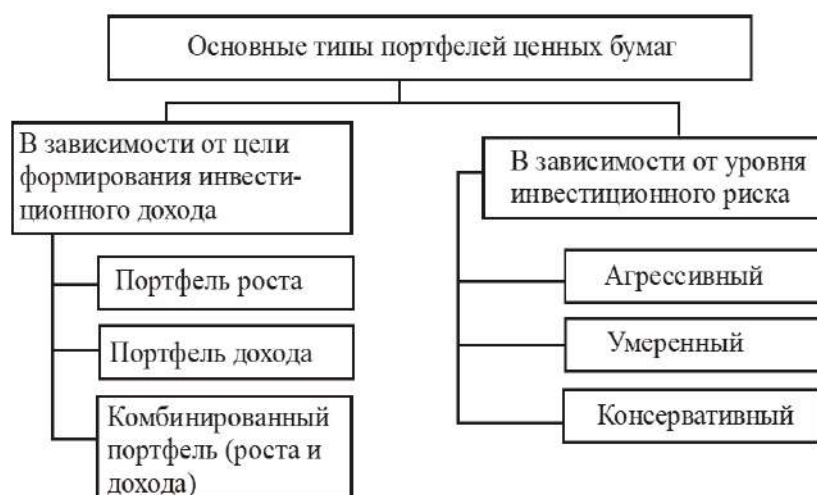 Основные типы портфелей ценных бумаг
В зависимости от цели
формирования инвести-
ционного дохода
Портфель роста
Портфель дохода
Комбинированный
портфель (роста и
дохода)
В зависимости от уровня
инвестиционного риска
Агрессивный
Умеренный
Консервативный